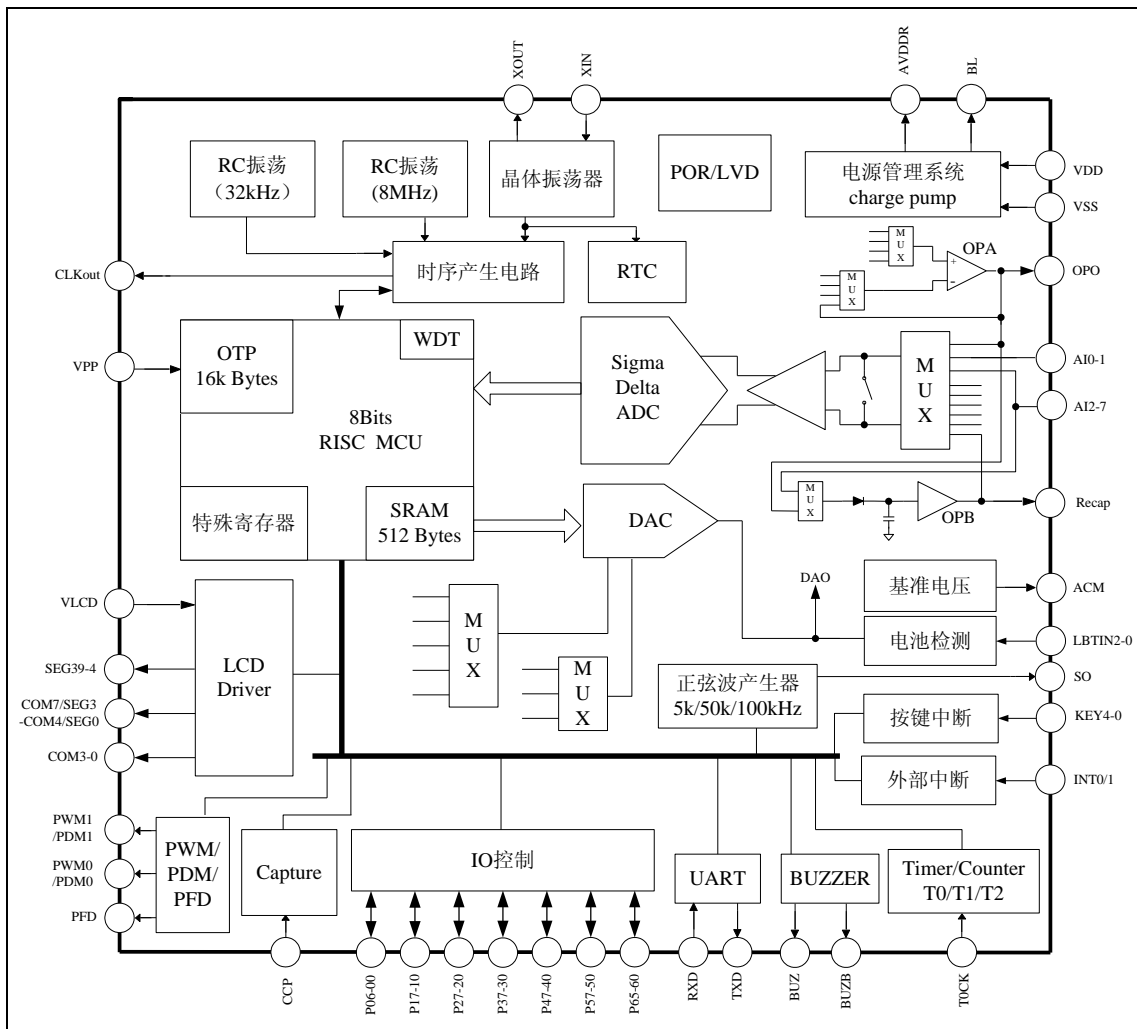 XOUT
XIN
AVDDR
BL
RC振荡
（32kHz）
RC振荡
(8MHz)
晶体振荡器
POR/LVD
电源管理系统
charge pump
VDD
VSS
CLKout
时序产生电路
RTC
MUX
OPA
+
-
MUX
OPO
VPP
OTP
16k Bytes
WDT
8Bits
RISC MCU
Sigma
Delta
ADC
MUX
AI0-1
AI2-7
特殊寄存器
SRAM
512 Bytes
DAC
MUX
OPB
Recap
VLCD
SEG39-4
COM7/SEG3
-COM4/SEG0
COM3-0
LCD
Driver
MUX
MUX
DAO
基准电压
ACM
电池检测
LBTIN2-0
正弦波产生器
5k/50k/100kHz
SO
按键中断
KEY4-0
外部中断
INT0/1
PWM1
/PDM1
PWM0
/PDM0
PFD
PWM/
PDM/
PFD
Capture
IO控制
UART
BUZZER
Timer/Counter
T0/T1/T2
CCP
P06-00
P17-10
P27-20
P37-30
P47-40
P57-50
P65-60
RXD
TXD
BUZ
BUZB
T0CK